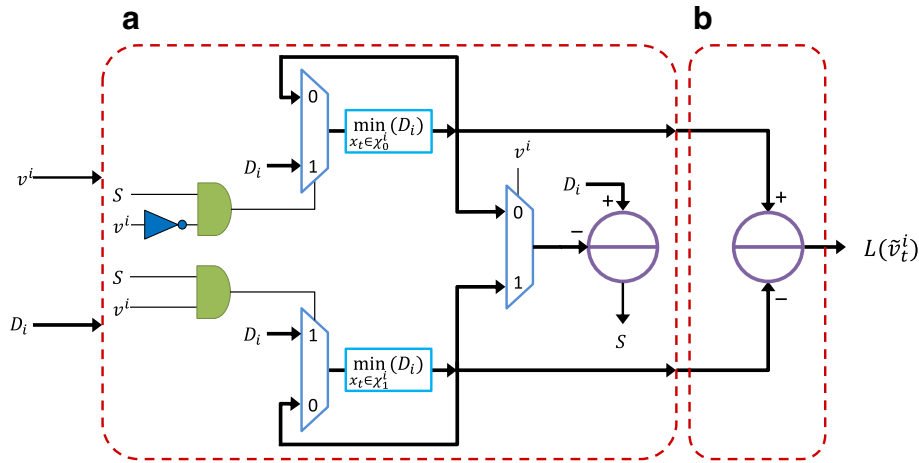 a
b
0
min (D_i)
x_t∈χ_0^i
D_i
1
v^i
v^i
S
v^i
D_i
+
0
−
+
L(ṽ_t^i)
S
v^i
1
−
D_i
D_i
1
S
min (D_i)
x_t∈χ_1^i
0